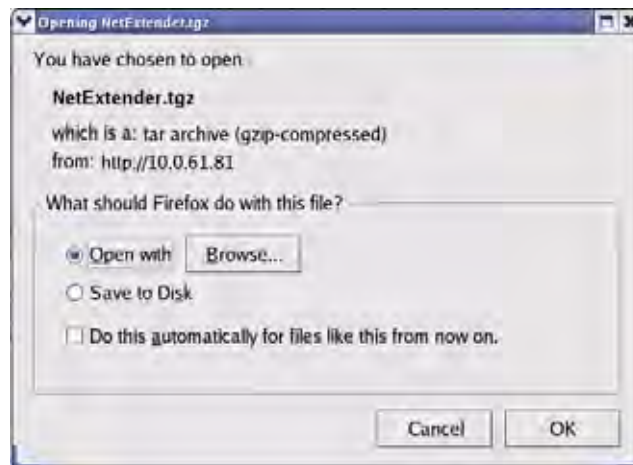 Opening NetExtender.tgz
You have chosen to open
NetExtender.tgz
which is a: tar archive (gzip-compressed)
from: http://10.0.61.81
What should Firefox do with this file?
Open with Browse...
Save to Disk
Do this automatically for files like this from now on.
Cancel OK